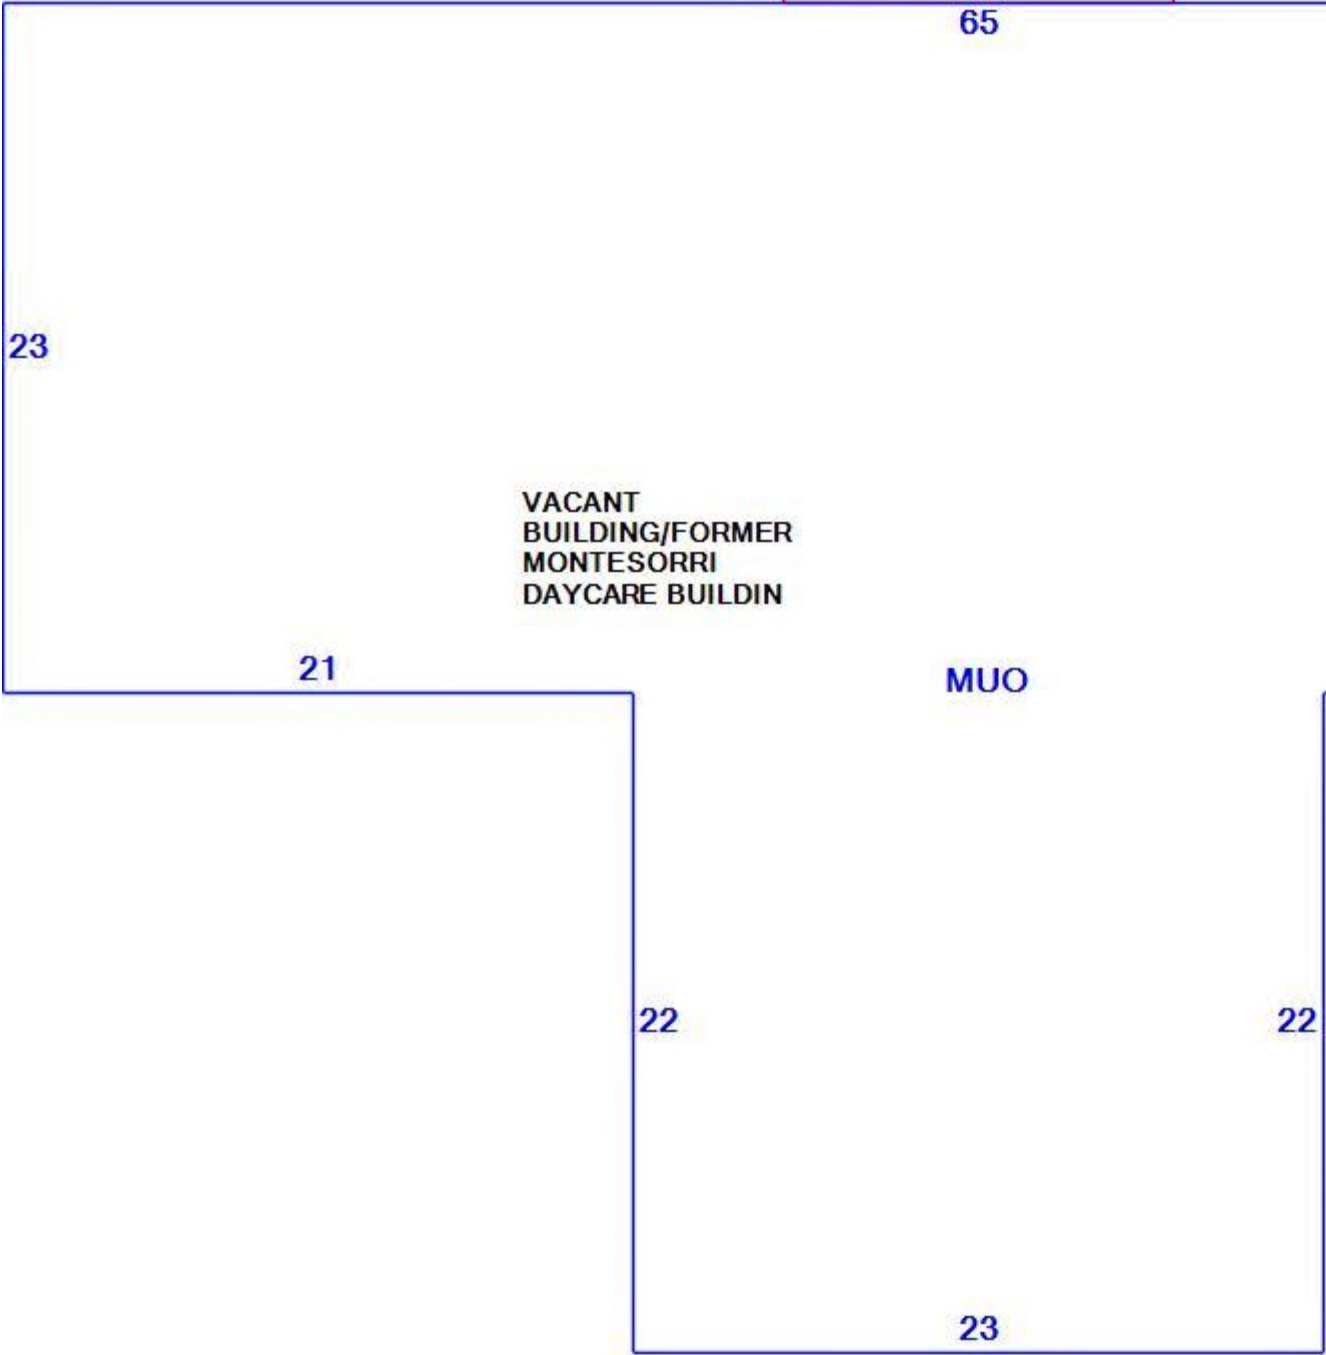 65
23
VACANT
BUILDING/FORMER
MONTESORRI
DAYCARE BUILDIN
21
MUO
22 22
23